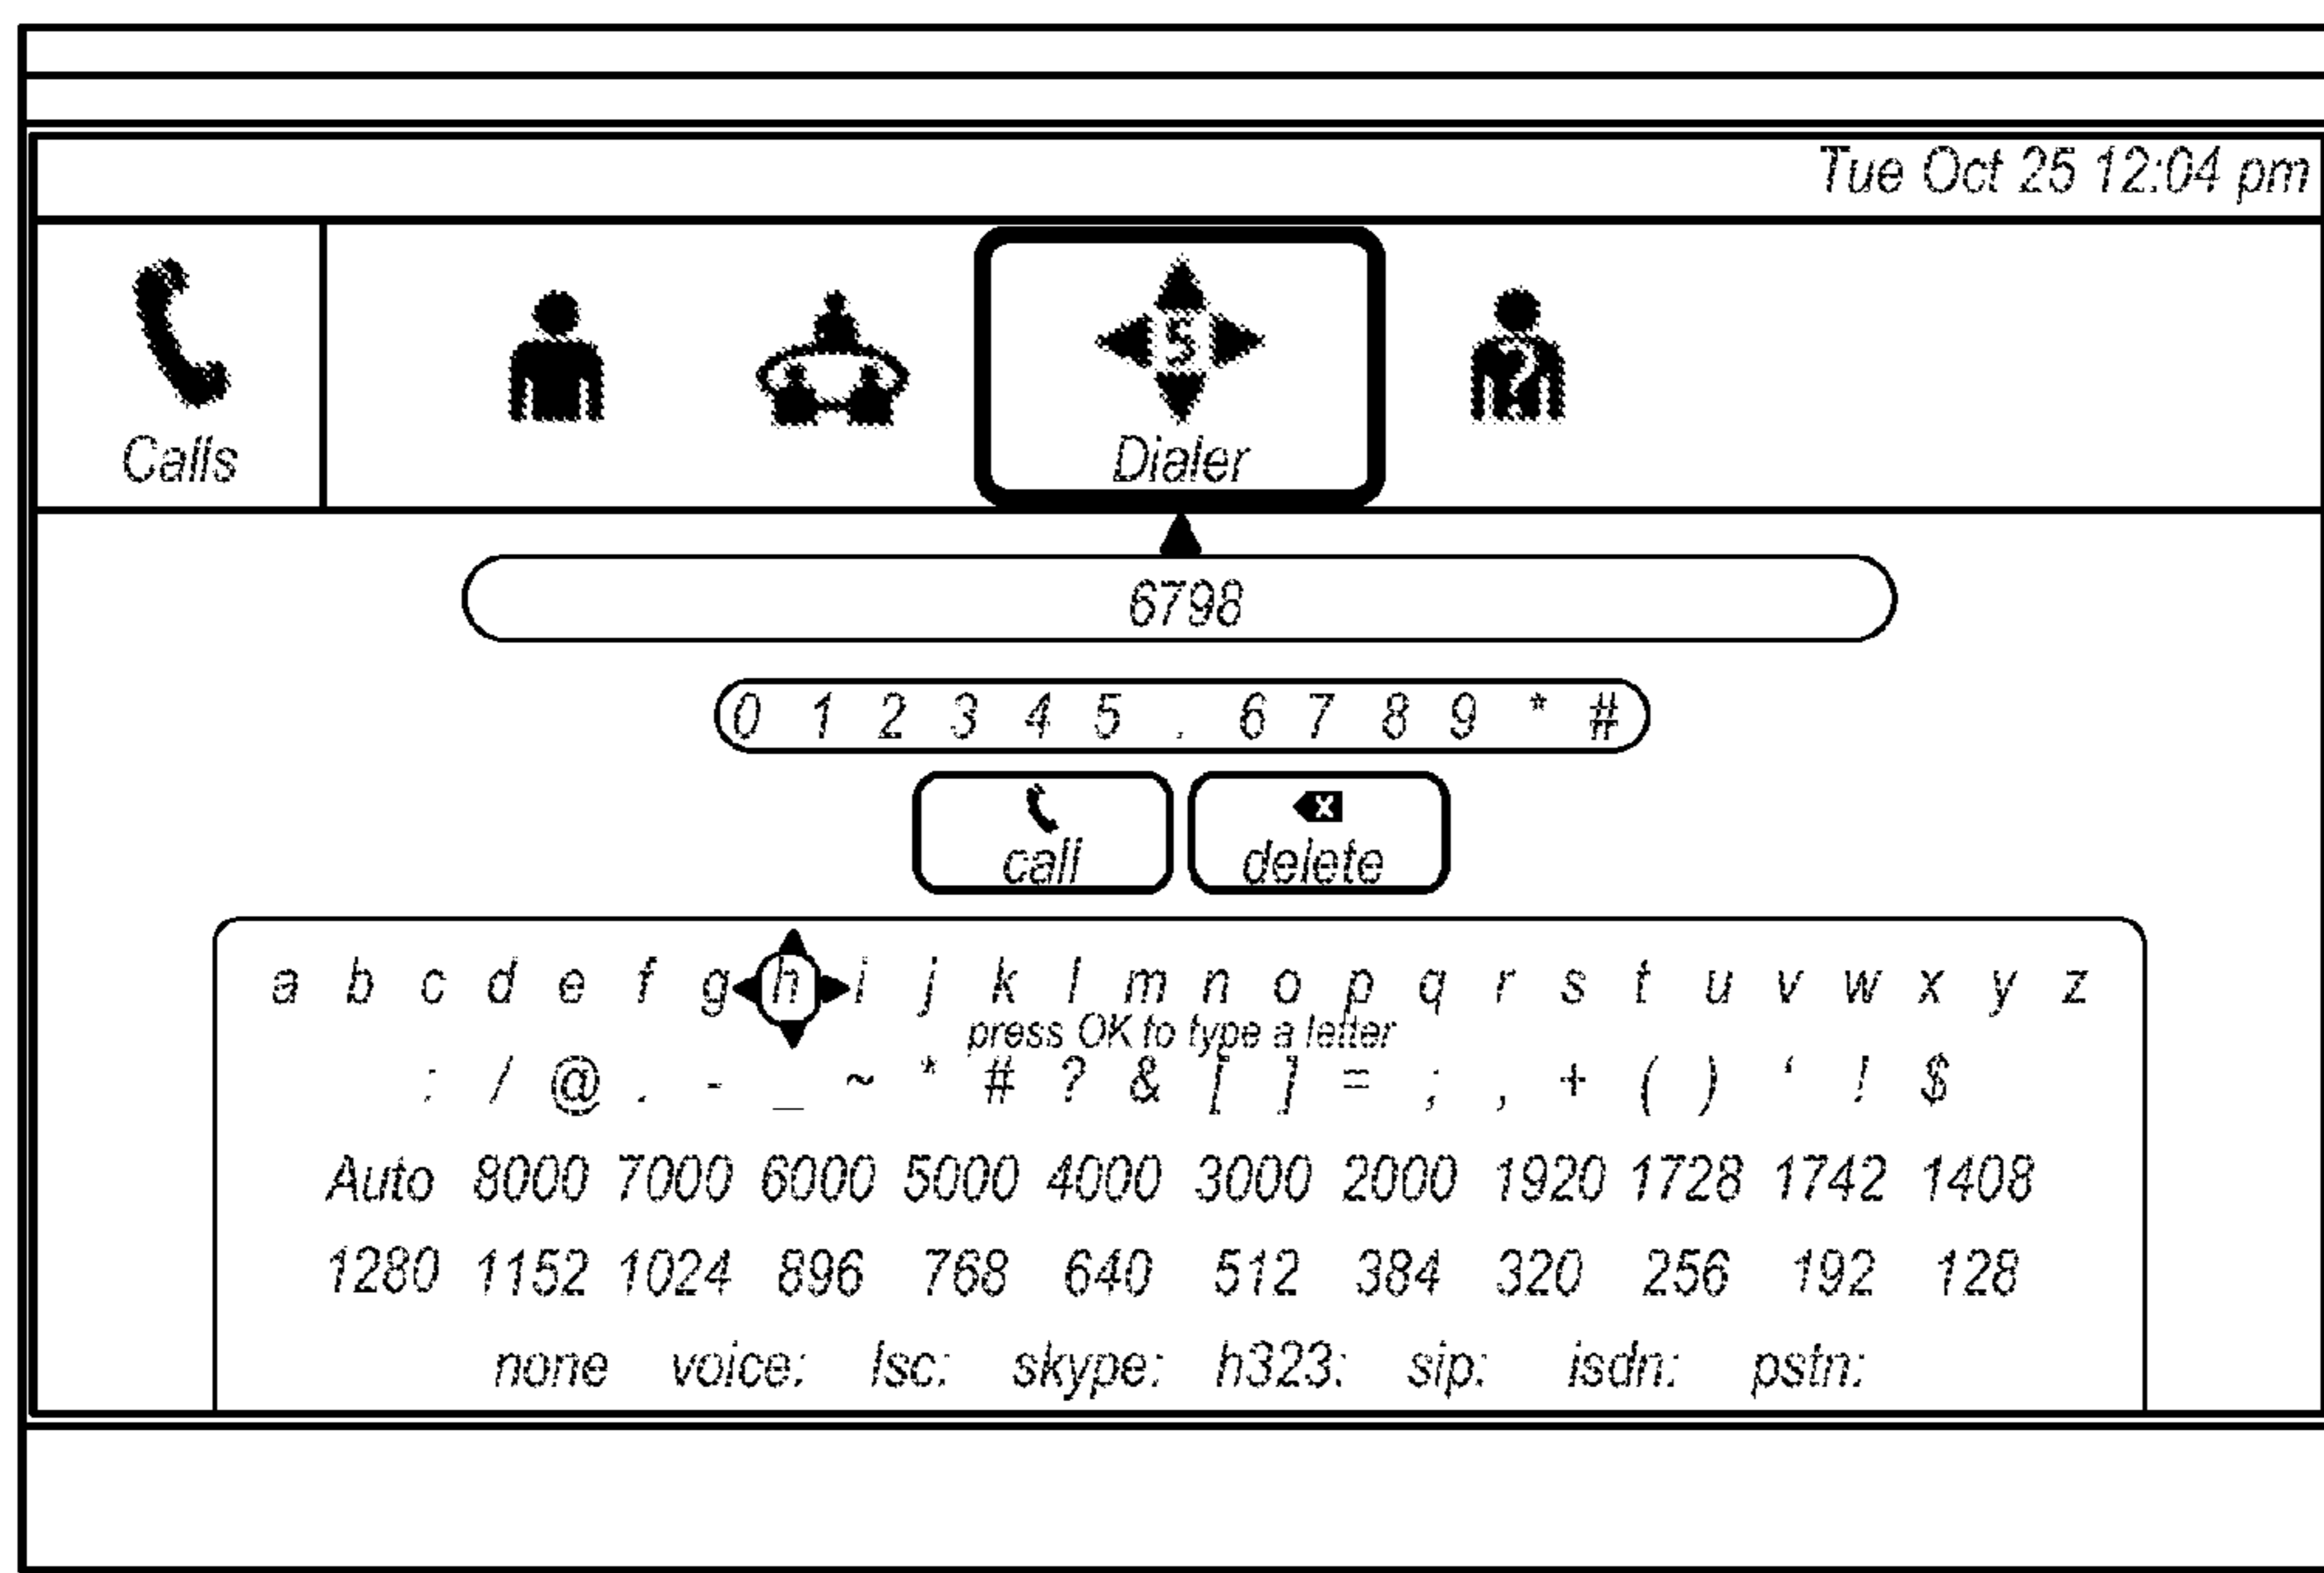 Tue Oct 25 12:04 pm
S
Calls
Dialer
6798
0 1 2 3 4 5 . 6 7 8 9 * #
call delete
a b c d e f g h i j k l m n o p q r s t u v w x y z
press OK to type a letter
: / @ . - _ ~ * # ? & [ ] = ; , + ( ) ‘ ! $
Auto 8000 7000 6000 5000 4000 3000 2000 1920 1728 1742 1408
1280 1152 1024 896 768 640 512 384 320 256 192 128
none voice: lsc: skype: h323: sip: isdn: pstn: